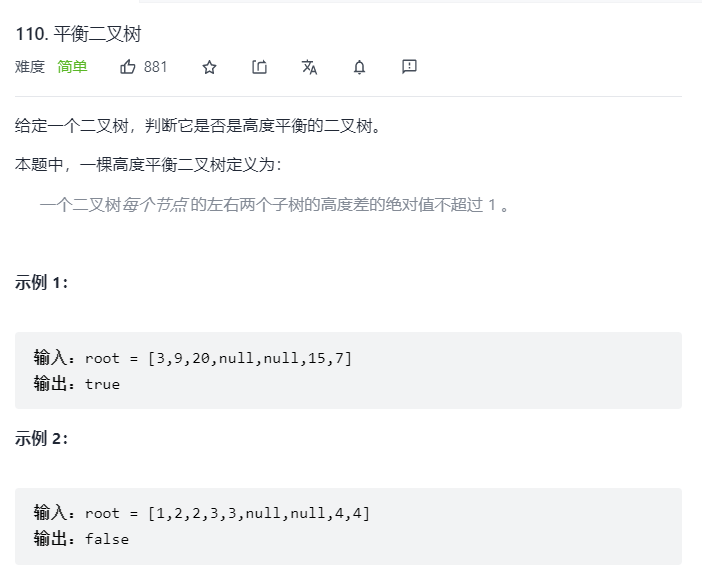 110. 平衡二叉树
难度 简单 881
给定一个二叉树，判断它是否是高度平衡的二叉树。
本题中，一棵高度平衡二叉树定义为：
一个二叉树每个节点 的左右两个子树的高度差的绝对值不超过 1 。
示例 1：
输入：root = [3,9,20,null,null,15,7]
输出：true
示例 2：
输入：root = [1,2,2,3,3,null,null,4,4]
输出：false